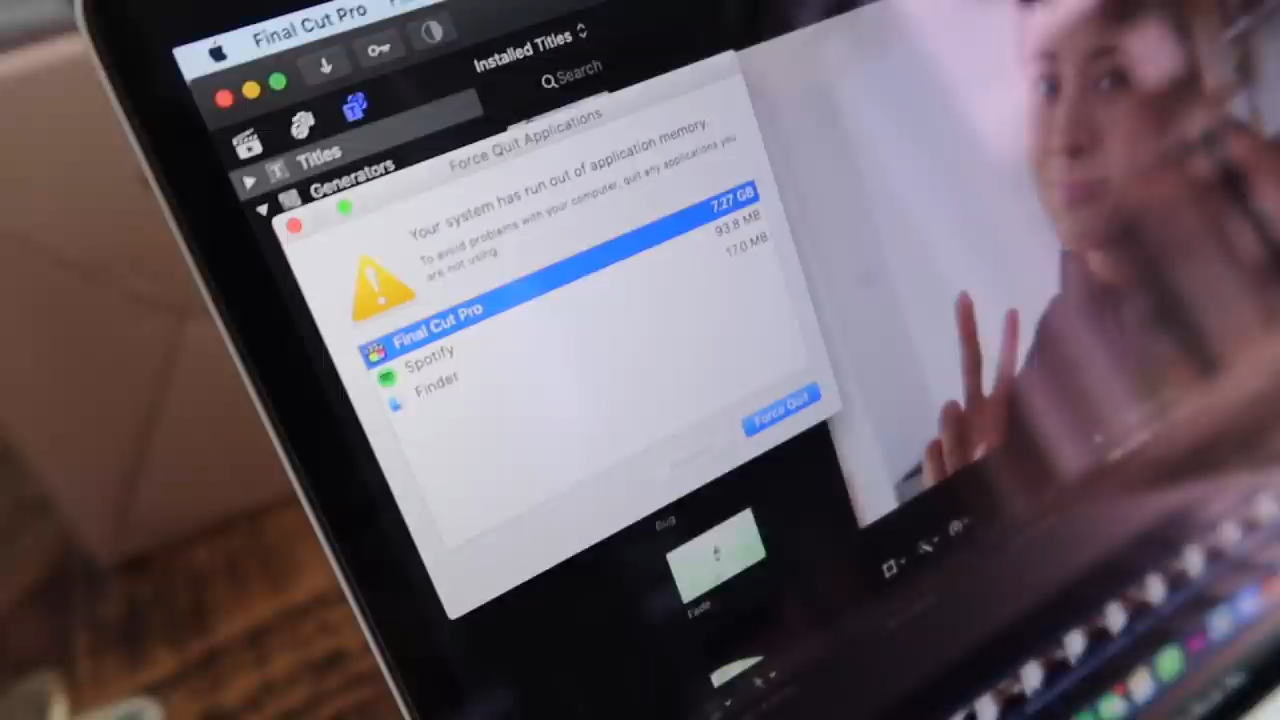 Final Cut Pro
Installed Titles
Search
Titles
Generators
Force Quit Applications
Your system has run out of application memory.
To avoid problems with your computer, quit any applications you
are not using.
Final Cut Pro 7.27 GB
Spotify 93.8 MB
Finder 17.0 MB
Force Quit
Bug
Fade